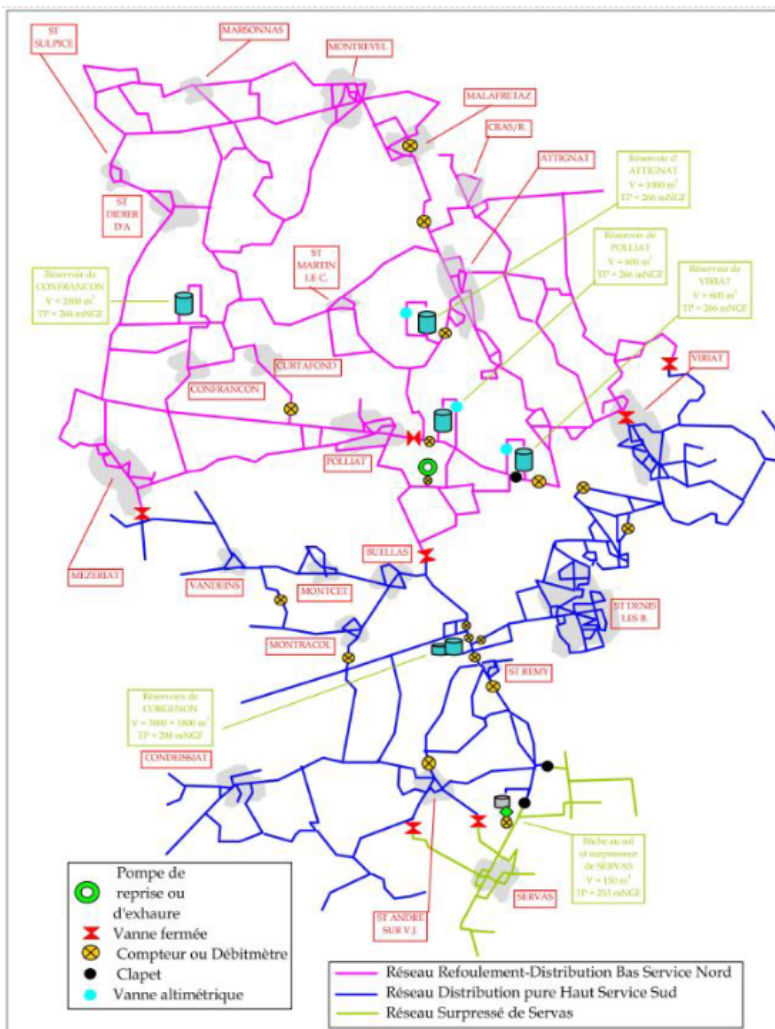 ST
SULPICE
MARSONNAS
MONTREVEL
MALAFRETAZ
CRAS/R.
ATTIGNAT
Réservoir d'
ATTIGNAT
V = 1000 m³
TP = 266 mNGF
ST
DIDIER
D'A
ST
MARTIN
LE C.
Réservoir de
POLLIAT
V = 600 m³
TP = 266 mNGF
Réservoir de
CONFRANCON
V = 2000 m³
TP = 266 mNGF
Réservoir de
VIRIAT
V = 600 m³
TP = 266 mNGF
CURTAFOND
CONFRANCON
VIRIAT
POLLIAT
MEZERIAT
BUELLAS
VANDEINS
MONTCET
ST DENIS
LES B.
MONTRACOL
ST REMY
Réservoirs de
CORGENON
V = 3600 + 1800 m³
TP = 298 mNGF
CONDEISSIAT
Bâche au sol
et surpresseur
de SERVAS
V = 150 m³
TP = 253 mNGF
SERVAS
ST ANDRE
SUR V.J.
Pompe de
reprise ou
d'exhaure
Vanne fermée
Compteur ou Débitmètre
Clapet
Vanne altimétrique
Réseau Refoulement-Distribution Bas Service Nord
Réseau Distribution pure Haut Service Sud
Réseau Surpressé de Servas